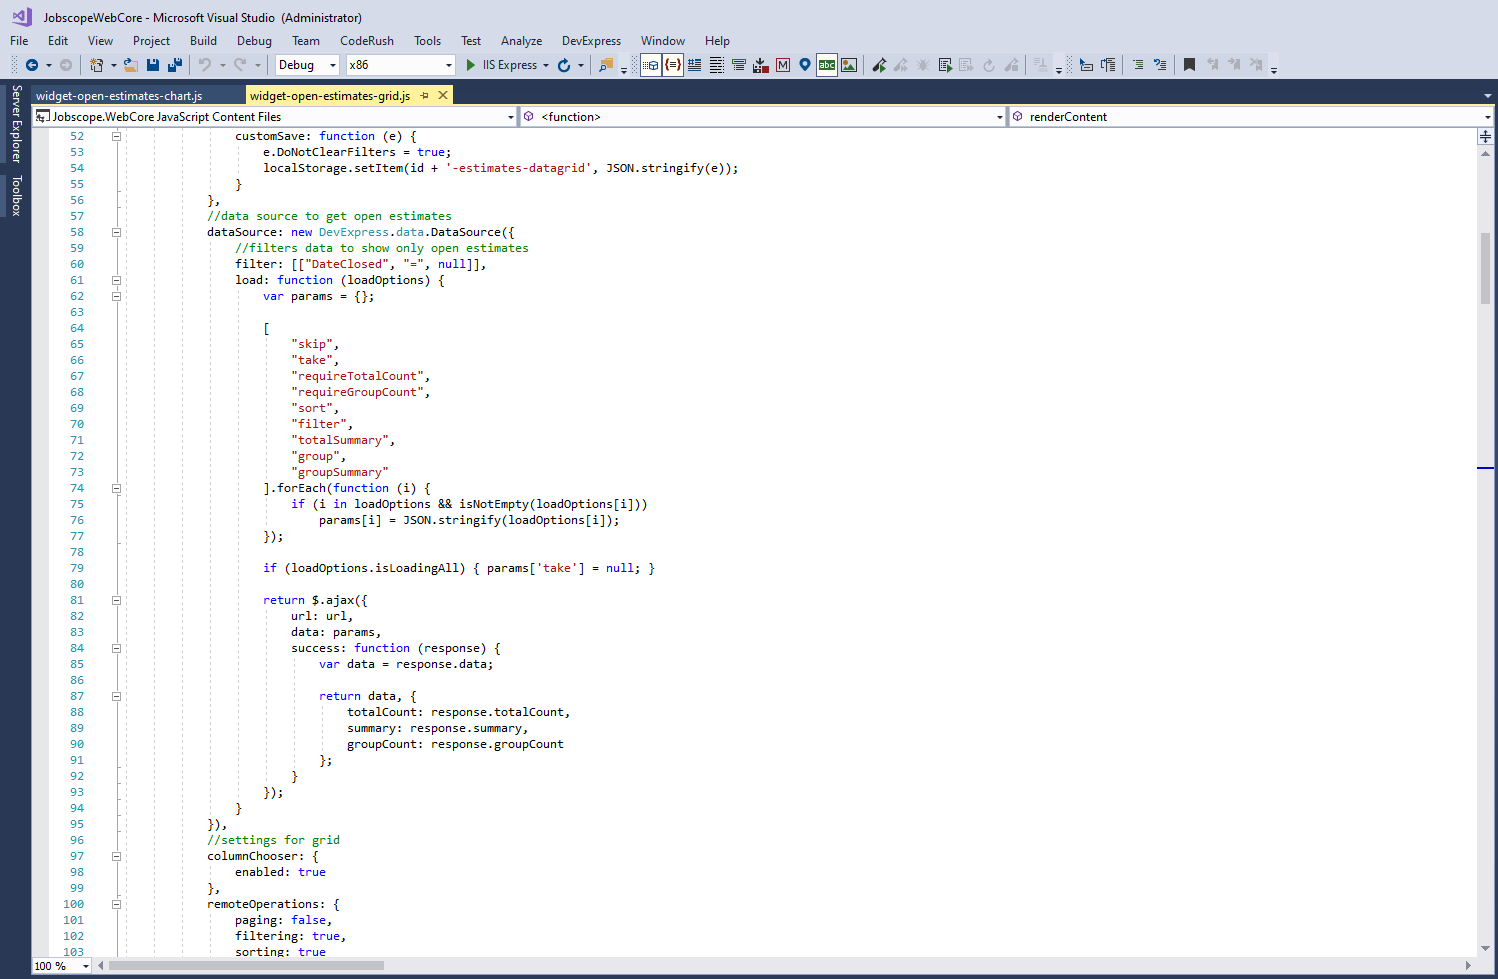 JobscopeWebCore - Microsoft Visual Studio  (Administrator)
File Edit View Project Build Debug Team CodeRush Tools Test Analyze DevExpress Window Help
Debug x86 IIS Express M abc
widget-open-estimates-chart.js widget-open-estimates-grid.js
Jobscope.WebCore JavaScript Content Files <function> renderContent
Server Explorer
Toolbox
52 customSave: function (e) {
53 e.DoNotClearFilters = true;
54 localStorage.setItem(id + '-estimates-datagrid', JSON.stringify(e));
55 }
56 },
57 //data source to get open estimates
58 dataSource: new DevExpress.data.DataSource({
59 //filters data to show only open estimates
60 filter: [["DateClosed", "=", null]],
61 load: function (loadOptions) {
62 var params = {};
63
64 [
65 "skip",
66 "take",
67 "requireTotalCount",
68 "requireGroupCount",
69 "sort",
70 "filter",
71 "totalSummary",
72 "group",
73 "groupSummary"
74 ].forEach(function (i) {
75 if (i in loadOptions && isNotEmpty(loadOptions[i]))
76 params[i] = JSON.stringify(loadOptions[i]);
77 });
78
79 if (loadOptions.isLoadingAll) { params['take'] = null; }
80
81 return $.ajax({
82 url: url,
83 data: params,
84 success: function (response) {
85 var data = response.data;
86
87 return data, {
88 totalCount: response.totalCount,
89 summary: response.summary,
90 groupCount: response.groupCount
91 };
92 }
93 });
94 }
95 }),
96 //settings for grid
97 columnChooser: {
98 enabled: true
99 },
100 remoteOperations: {
101 paging: false,
102 filtering: true,
103 sorting: true
100 %